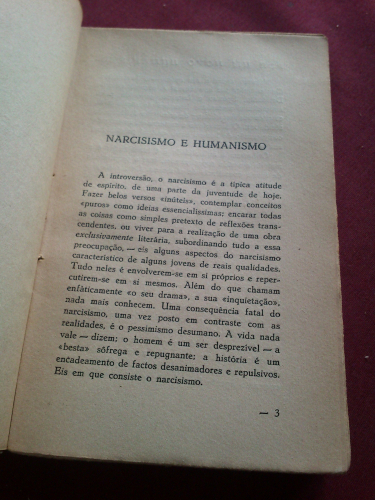 NARCISISMO E HUMANISMO
A introversão, o narcisismo é a típica atitude
de espírito, de uma parte da juventude de hoje.
Fazer belos versos «inúteis», contemplar conceitos
«puros» como ideias essencialíssimas; encarar todas
as coisas como simples pretexto de reflexões trans-
cendentes, ou viver para a realização de uma obra
exclusivamente literária, subordinando tudo a essa
preocupação, — eis alguns aspectos do narcisismo
característico de alguns jovens de reais qualidades.
Tudo neles é envolverem-se em si próprios e reper-
cutirem-se em si mesmos. Além do que chamam
enfàticamente «o seu drama», a sua «inquietação»,
nada mais conhecem. Uma consequência fatal do
narcisismo, uma vez posto em contraste com as
realidades, é o pessimismo desumano. A vida nada
vale — dizem; o homem é um ser desprezível — a
«besta» sôfrega e repugnante; a história é um
encadeamento de factos desanimadores e repulsivos.
Eis em que consiste o narcisismo.
— 3